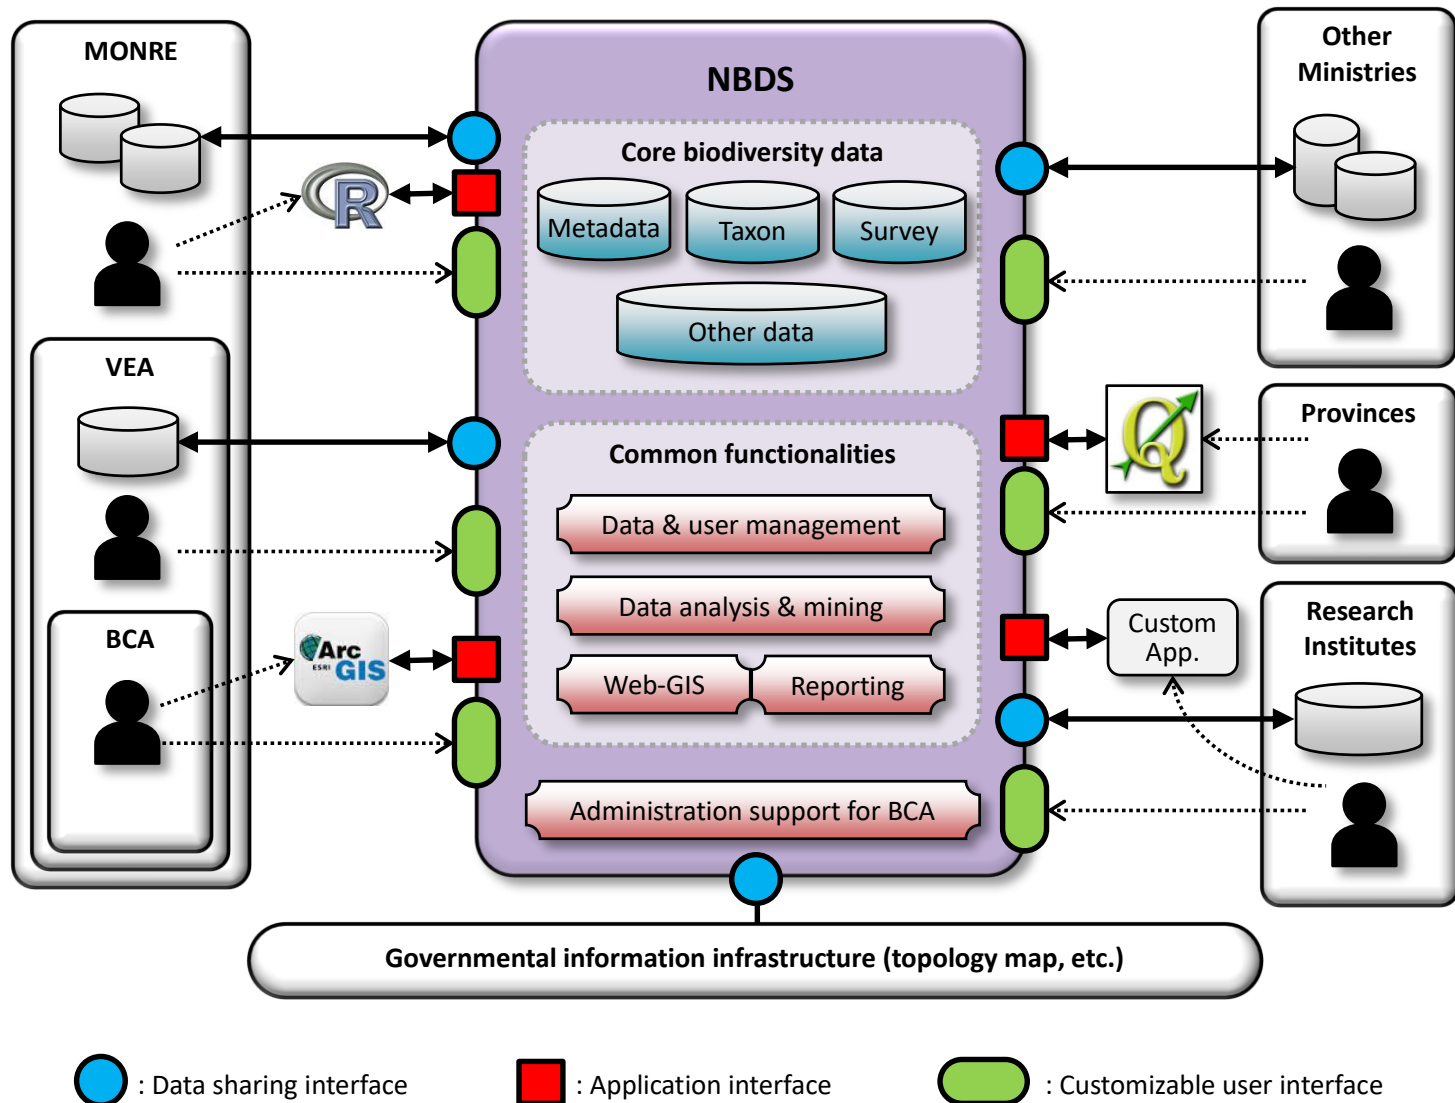 MONRE
R
VEA
BCA
Arc
ESRI
GIS
NBDS
Core biodiversity data
Metadata
Taxon
Survey
Other data
Common functionalities
Data & user management
Data analysis & mining
Web-GIS
Reporting
Administration support for BCA
Other
Ministries
Q
Provinces
Custom
App.
Research
Institutes
Governmental information infrastructure (topology map, etc.)
: Data sharing interface
: Application interface
: Customizable user interface